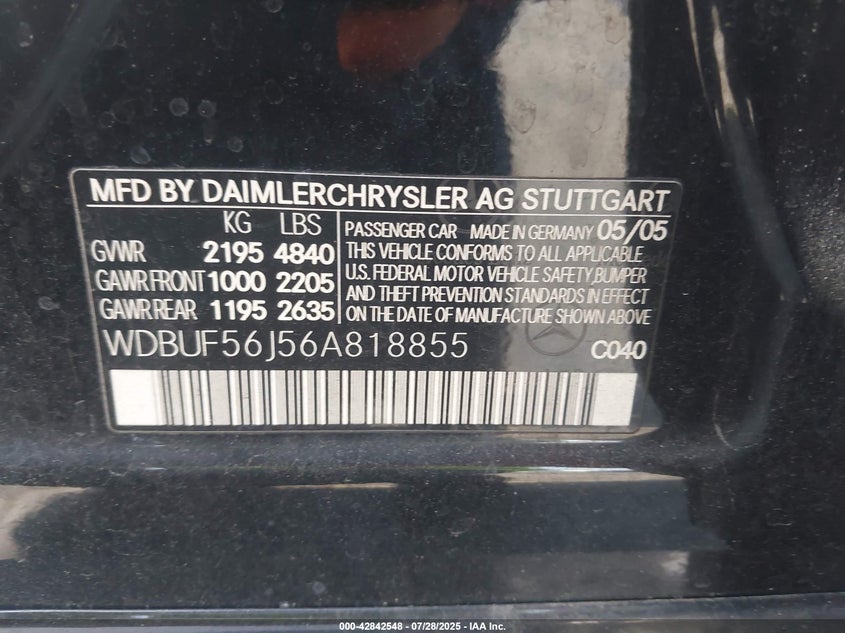 MFD BY DAIMLERCHRYSLER AG STUTTGART
KG LBS
GVWR 2195 4840
GAWR FRONT 1000 2205
GAWR REAR 1195 2635
PASSENGER CAR MADE IN GERMANY 05/05
THIS VEHICLE CONFORMS TO ALL APPLICABLE
U.S. FEDERAL MOTOR VEHICLE SAFETY,BUMPER
AND THEFT PREVENTION STANDARDS IN EFFECT
ON THE DATE OF MANUFACTURE SHOWN ABOVE.
WDBUF56J56A818855 C040
000-42842548 | 07/28/2025 - IAA Inc.